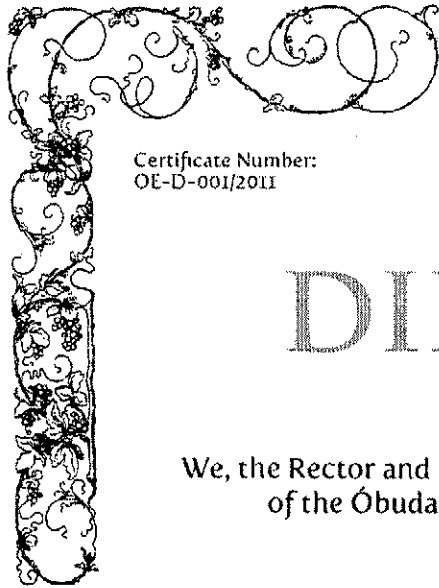 Certificate Number:
OE-D-001/2011
DI
We, the Rector and
of the Óbuda